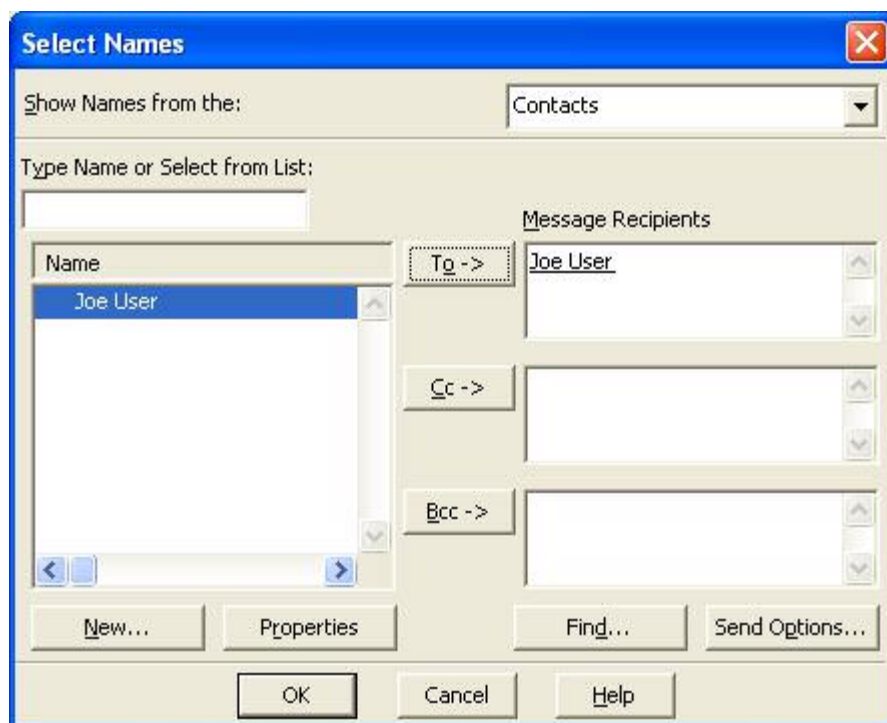 Select Names
Show Names from the:
Contacts
Type Name or Select from List:
Message Recipients
Name
To ->
Joe User
Joe User
Cc ->
Bcc ->
New...
Properties
Find...
Send Options...
OK
Cancel
Help